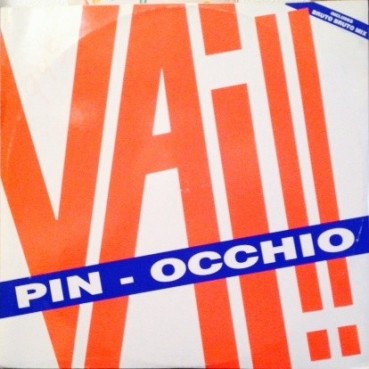 VAi!!
PIN - OCCHIO
INCLUDES
BRUTO BRUTO MIX